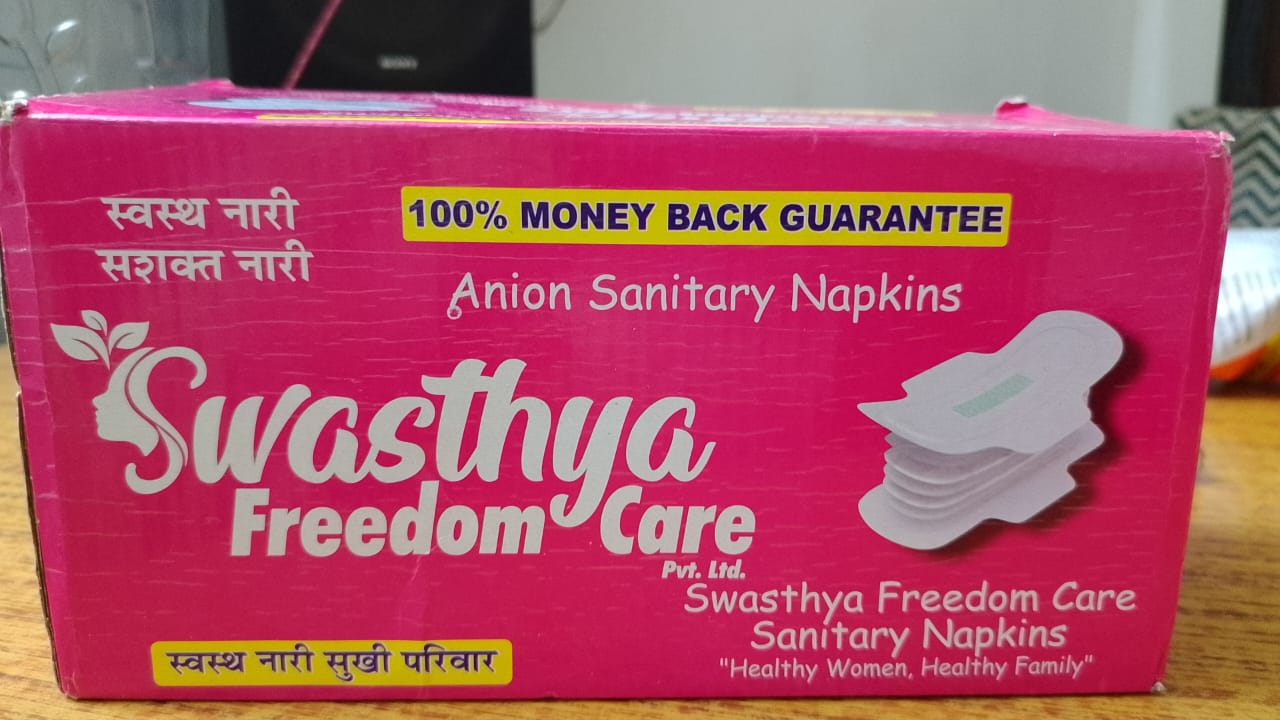 स्वस्थ नारी
सशक्त नारी
100% MONEY BACK GUARANTEE
Anion Sanitary Napkins
Swasthya
Freedom Care
Pvt. Ltd.
Swasthya Freedom Care
Sanitary Napkins
"Healthy Women, Healthy Family"
स्वस्थ नारी सुखी परिवार